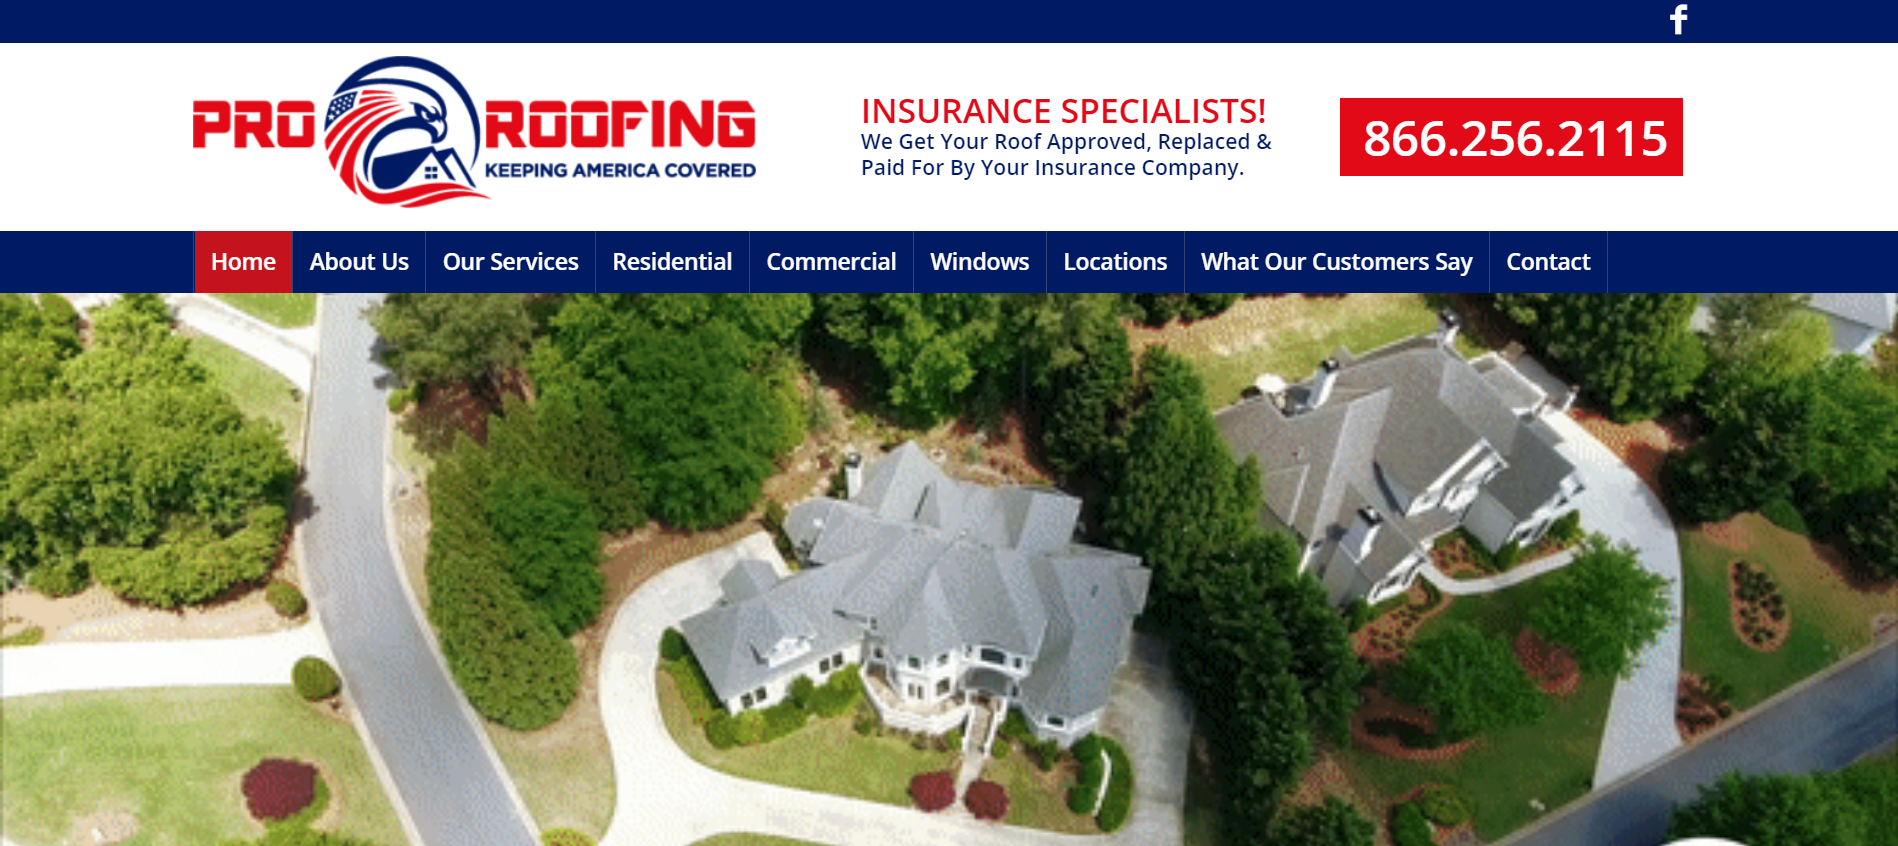 PRO ROOFING
KEEPING AMERICA COVERED
INSURANCE SPECIALISTS!
We Get Your Roof Approved, Replaced &
Paid For By Your Insurance Company.
866.256.2115
Home About Us Our Services Residential Commercial Windows Locations What Our Customers Say Contact